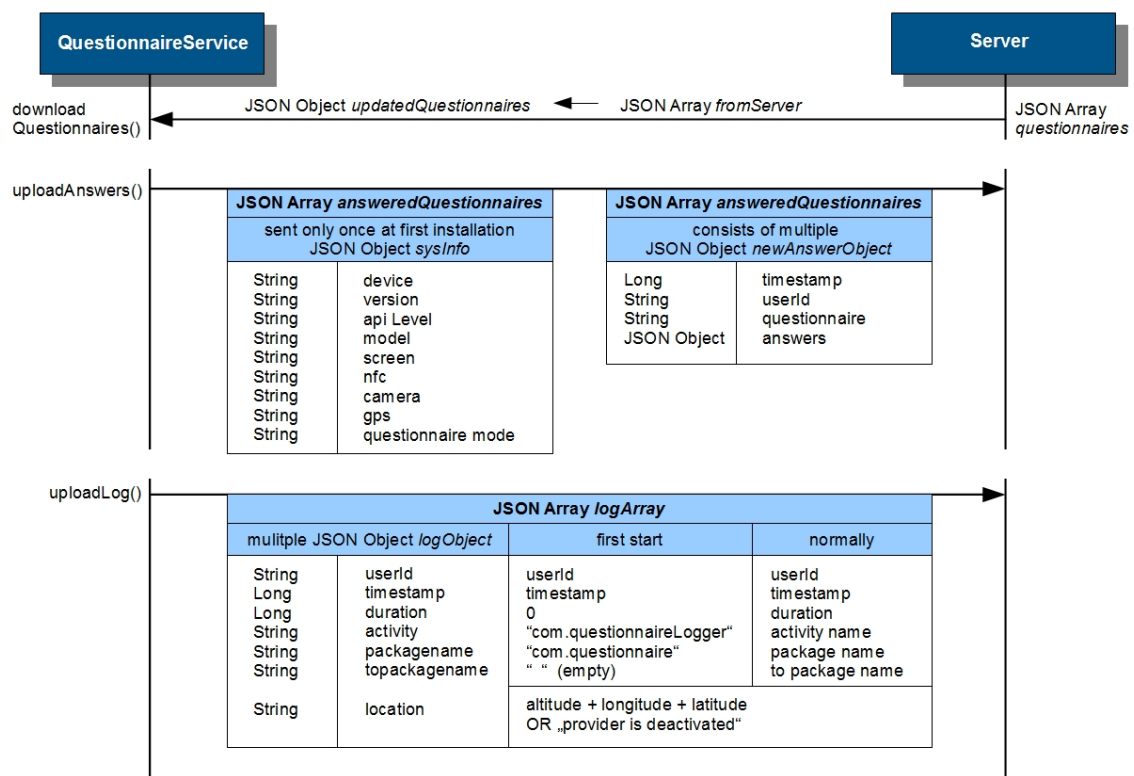 QuestionnaireService
Server
download
Questionnaires()
JSON Object updatedQuestionnaires
JSON Array fromServer
JSON Array
questionnaires
uploadAnswers()
JSON Array answeredQuestionnaires
sent only once at first installation
JSON Object sysInfo
String device
String version
String api Level
String model
String screen
String nfc
String camera
String gps
String questionnaire mode
JSON Array answeredQuestionnaires
consists of multiple
JSON Object newAnswerObject
Long timestamp
String userId
String questionnaire
JSON Object answers
uploadLog()
JSON Array logArray
mulitple JSON Object logObject first start normally
String userId userId userId
Long timestamp timestamp timestamp
Long duration 0 duration
String activity “com.questionnaireLogger“ activity name
String packagename “com.questionnaire“ package name
String topackagename “ “ (empty) to package name
String location altitude + longitude + latitude
OR „provider is deactivated“